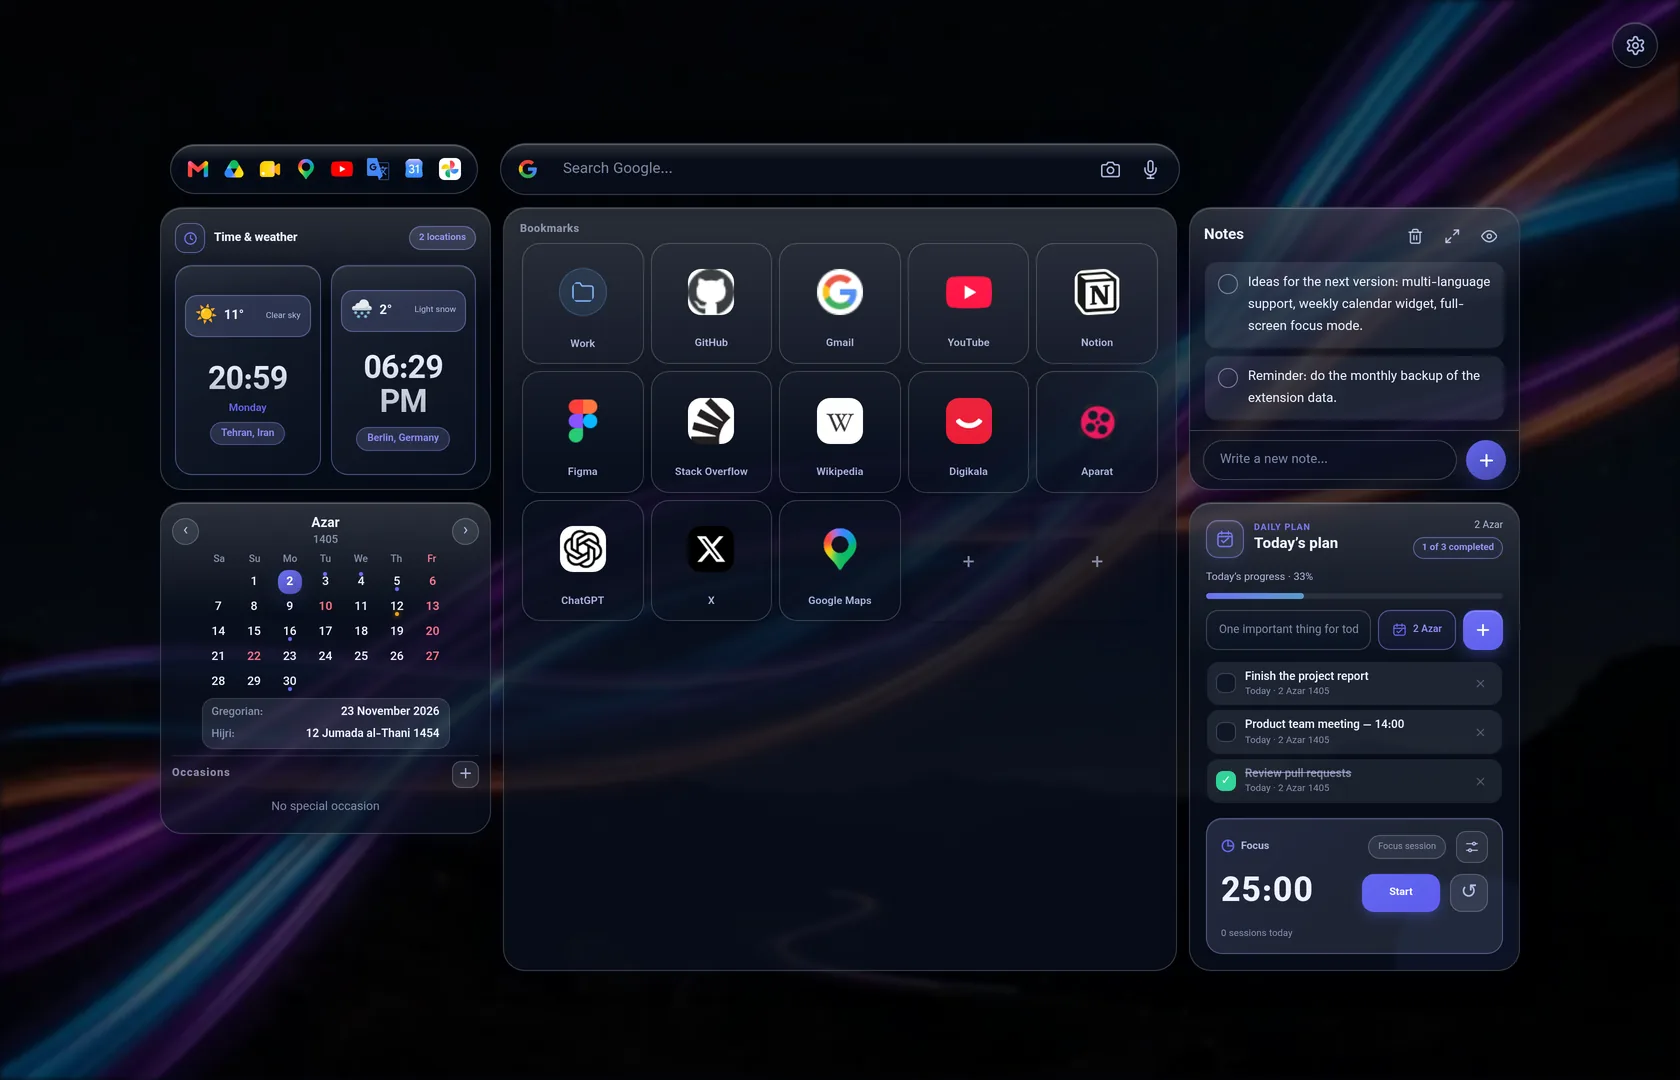 31
Search Google...
Time & weather
2 locations
11°
Clear sky
20:59
Monday
Tehran, Iran
2°
Light snow
06:29
PM
Berlin, Germany
Azar
1405
Sa Su Mo Tu We Th Fr
1 2 3 4 5 6
7 8 9 10 11 12 13
14 15 16 17 18 19 20
21 22 23 24 25 26 27
28 29 30
Gregorian: 23 November 2026
Hijri: 12 Jumada al-Thani 1454
Occasions
No special occasion
Bookmarks
Work
GitHub
Gmail
YouTube
Notion
Figma
Stack Overflow
Wikipedia
Digikala
Aparat
ChatGPT
X
Google Maps
Notes
Ideas for the next version: multi-language
support, weekly calendar widget, full-
screen focus mode.
Reminder: do the monthly backup of the
extension data.
Write a new note...
DAILY PLAN
Today's plan
2 Azar
1 of 3 completed
Today's progress · 33%
One important thing for tod
2 Azar
Finish the project report
Today · 2 Azar 1405
Product team meeting — 14:00
Today · 2 Azar 1405
Review pull requests
Today · 2 Azar 1405
Focus
Focus session
25:00
Start
0 sessions today